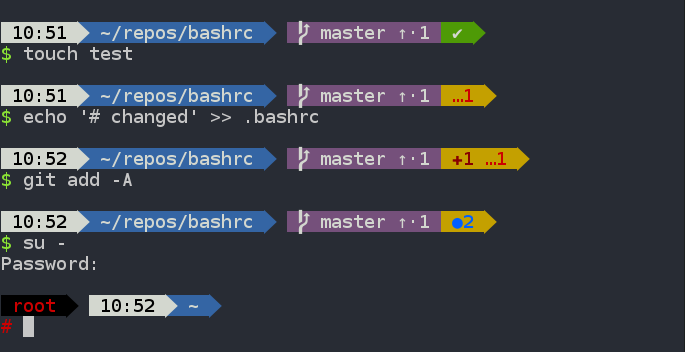 10:51 ~/repos/bashrc master ↑·1 ✔
$ touch test
10:51 ~/repos/bashrc master ↑·1 …1
$ echo '# changed' >> .bashrc
10:52 ~/repos/bashrc master ↑·1 ✚1 …1
$ git add -A
10:52 ~/repos/bashrc master ↑·1 ●2
$ su -
Password:
root 10:52 ~
#